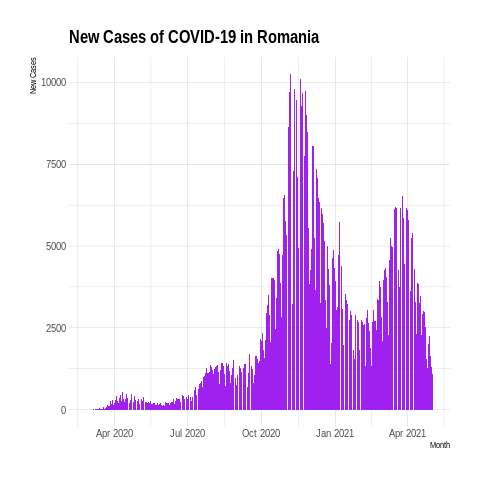 New Cases of COVID-19 in Romania
New Cases
10000
7500
5000
2500
0
Apr 2020 Jul 2020 Oct 2020 Jan 2021 Apr 2021
Month